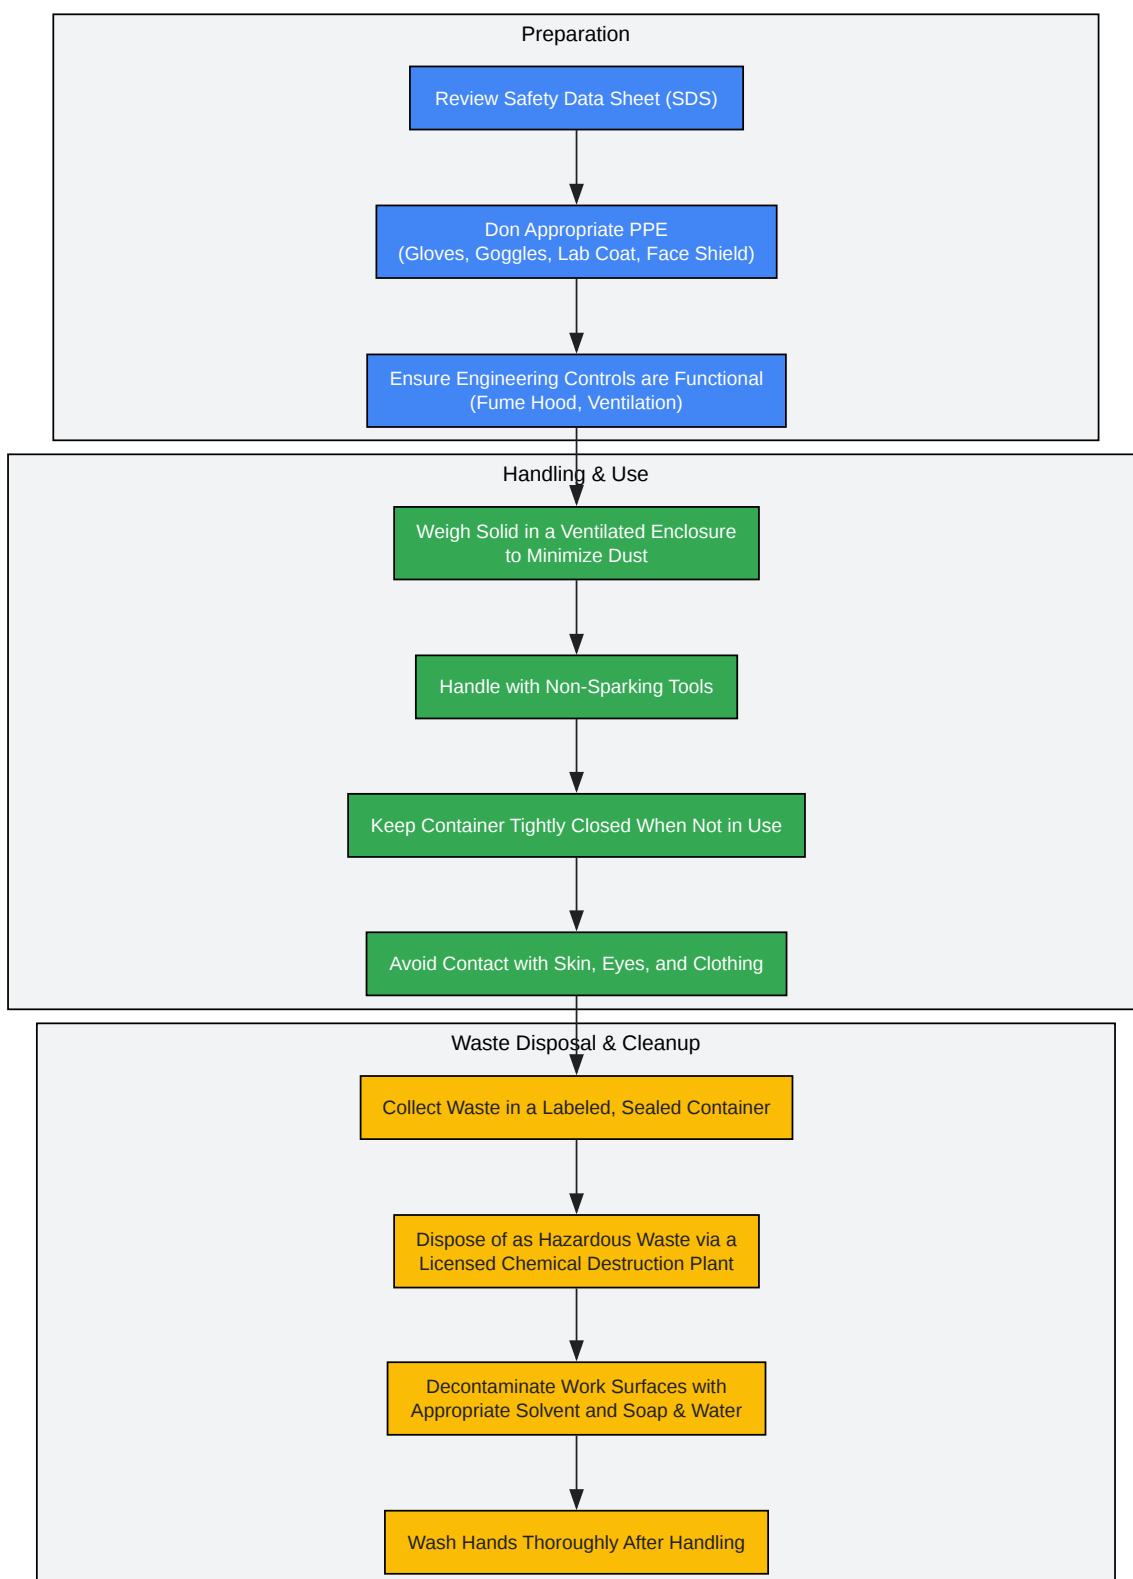 Preparation
Review Safety Data Sheet (SDS)
Don Appropriate PPE
(Gloves, Goggles, Lab Coat, Face Shield)
Ensure Engineering Controls are Functional
(Fume Hood, Ventilation)
Handling & Use
Weigh Solid in a Ventilated Enclosure
to Minimize Dust
Handle with Non-Sparking Tools
Keep Container Tightly Closed When Not in Use
Avoid Contact with Skin, Eyes, and Clothing
Waste Disposal & Cleanup
Collect Waste in a Labeled, Sealed Container
Dispose of as Hazardous Waste via a
Licensed Chemical Destruction Plant
Decontaminate Work Surfaces with
Appropriate Solvent and Soap & Water
Wash Hands Thoroughly After Handling